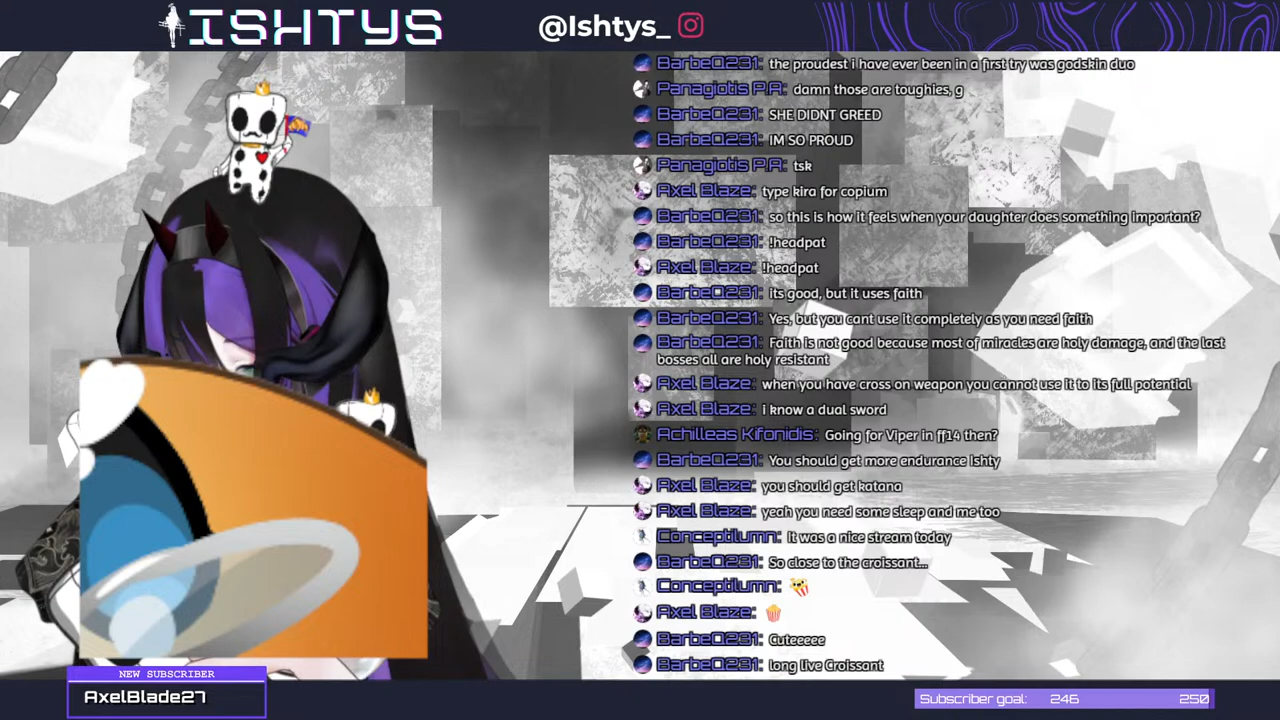 ISHTYS
@Ishtys_
BarbeQ231: the proudest i have ever been in a first try was godskin duo
Panagiotis P.A: damn those are toughies, g
BarbeQ231: SHE DIDNT GREED
BarbeQ231: IM SO PROUD
Panagiotis P.A: tsk
Axel Blaze: type kira for copium
BarbeQ231: so this is how it feels when your daughter does something important?
BarbeQ231: !headpat
Axel Blaze: !headpat
BarbeQ231: its good, but it uses faith
BarbeQ231: Yes, but you cant use it completely as you need faith
BarbeQ231: Faith is not good because most of miracles are holy damage, and the last
bosses all are holy resistant
Axel Blaze: when you have cross on weapon you cannot use it to its full potential
Axel Blaze: i know a dual sword
Achilleas Kifonidis: Going for Viper in ff14 then?
BarbeQ231: You should get more endurance Ishty
Axel Blaze: you should get katana
Axel Blaze: yeah you need some sleep and me too
Conceptilumn: It was a nice stream today
BarbeQ231: So close to the croissant...
Conceptilumn:
Axel Blaze:
BarbeQ231: Cuteeeee
BarbeQ231: long live Croissant
NEW SUBSCRIBER
AxelBlade27
Subscriber goal: 246 250